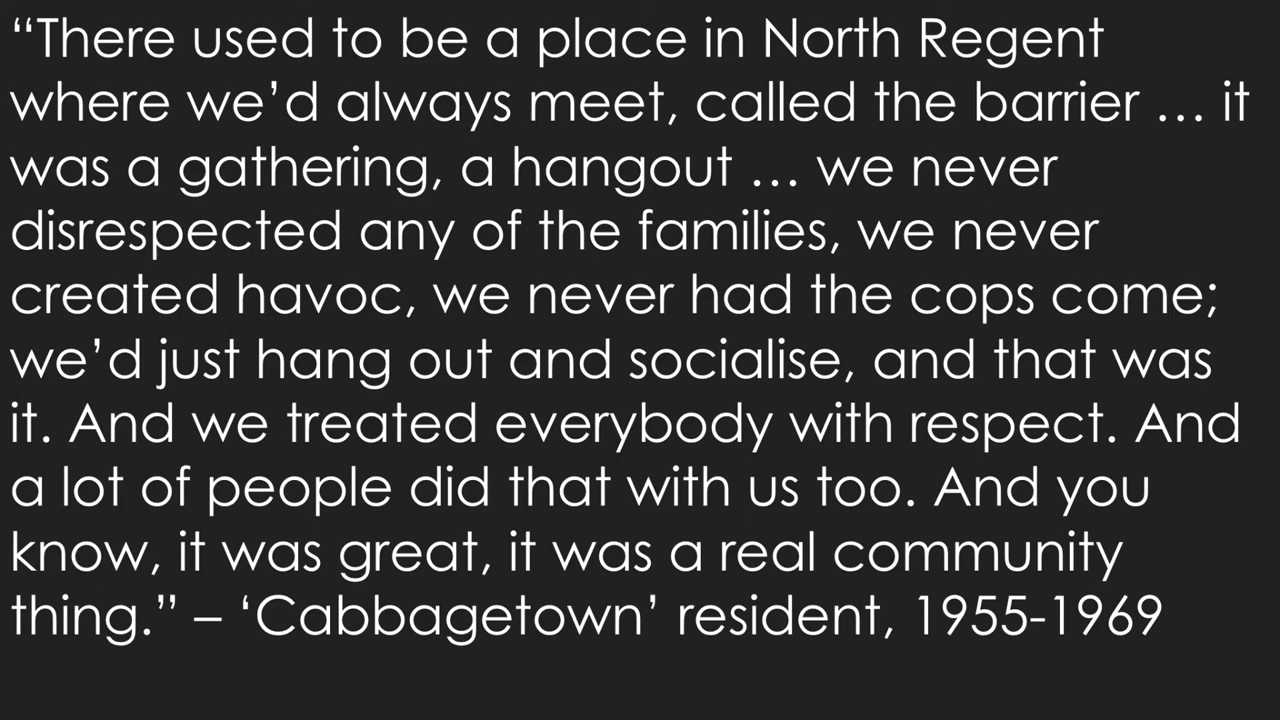 “There used to be a place in North Regent
where we’d always meet, called the barrier … it
was a gathering, a hangout … we never
disrespected any of the families, we never
created havoc, we never had the cops come;
we’d just hang out and socialise, and that was
it. And we treated everybody with respect. And
a lot of people did that with us too. And you
know, it was great, it was a real community
thing.” – ‘Cabbagetown’ resident, 1955-1969